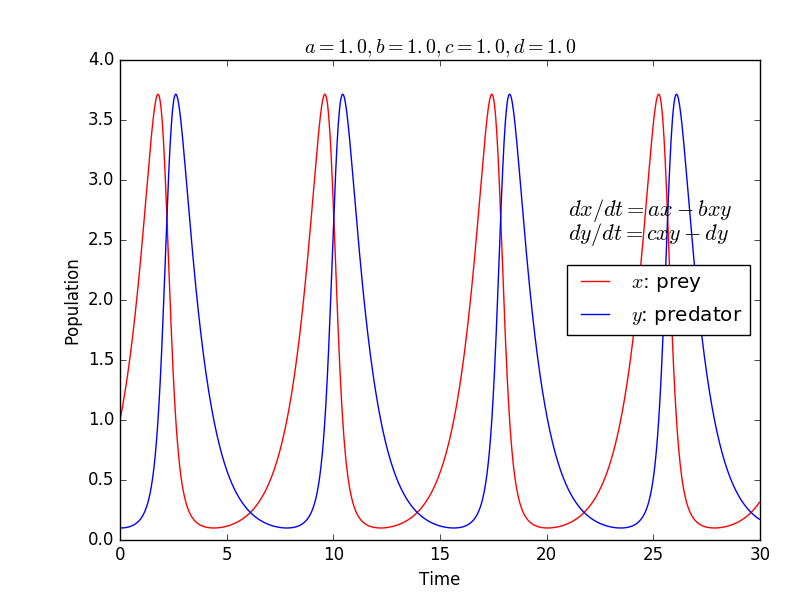 a = 1.0, b = 1.0, c = 1.0, d = 1.0
4.0
3.5
3.0
2.5
2.0
1.5
1.0
0.5
0.0
Population
dx/dt = ax − bxy
dy/dt = cxy − dy
x: prey
y: predator
0 5 10 15 20 25 30
Time